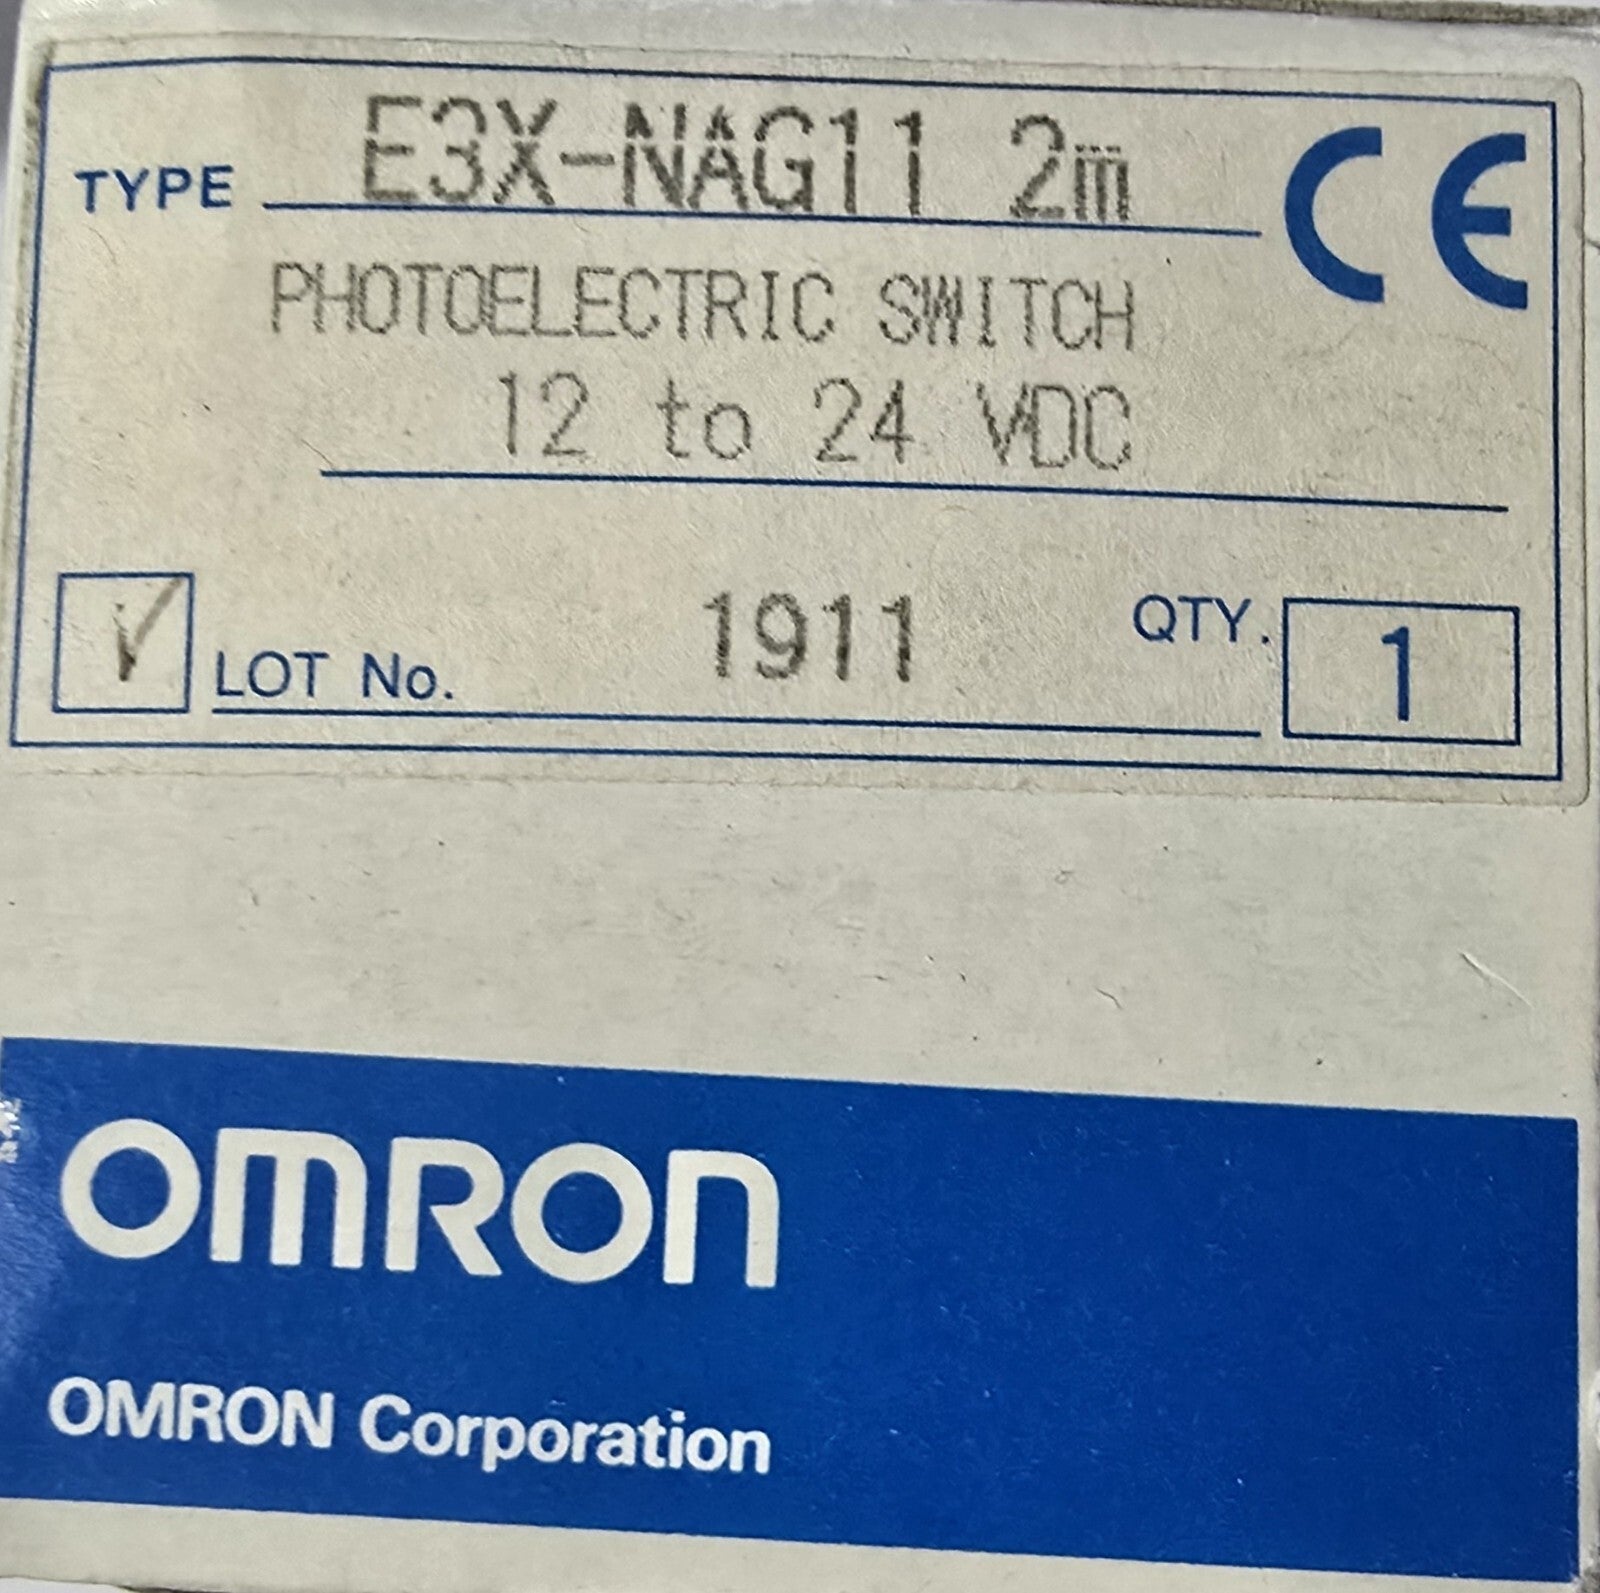 TYPE E3X-NAG11 2m CE
PHOTOELECTRIC SWITCH
12 to 24 VDC
LOT No. 1911 QTY. 1
OMRON
OMRON Corporation